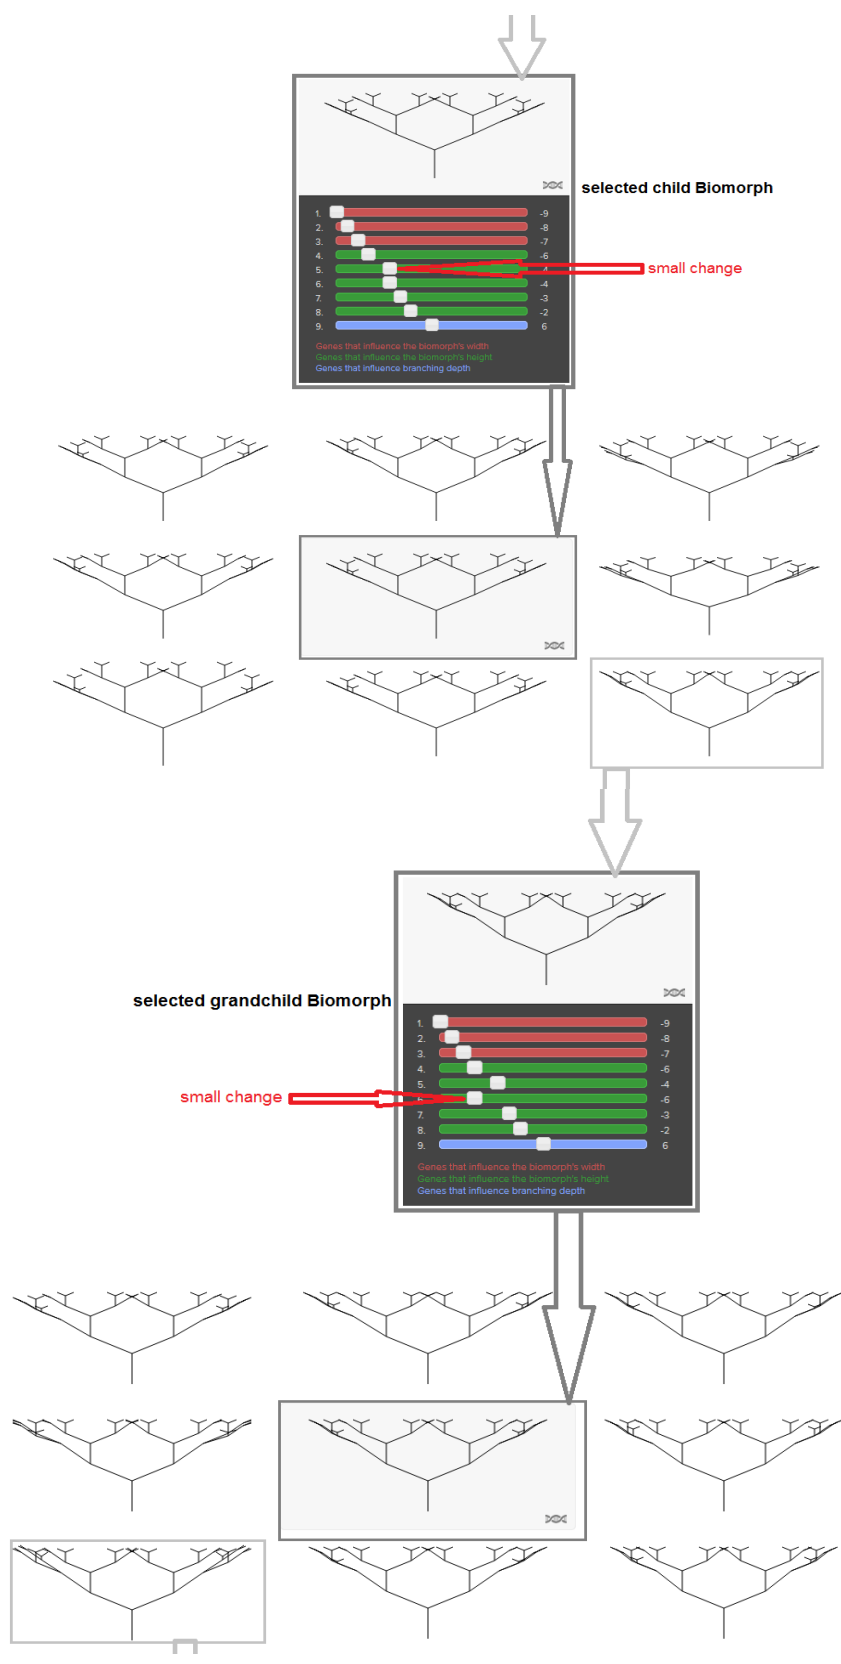 selected child Biomorph
1. -9
2. -8
3. -7
4. -6
5.
small change
6. -4
7. -3
8. -2
9. 6
Genes that influence the biomorph's width
Genes that influence the biomorph's height
Genes that influence branching depth
selected grandchild Biomorph
1. -9
2. -8
3. -7
4. -6
5. -4
small change
-6
7. -3
8. -2
9. 6
Genes that influence the biomorph's width
Genes that influence the biomorph's height
Genes that influence branching depth